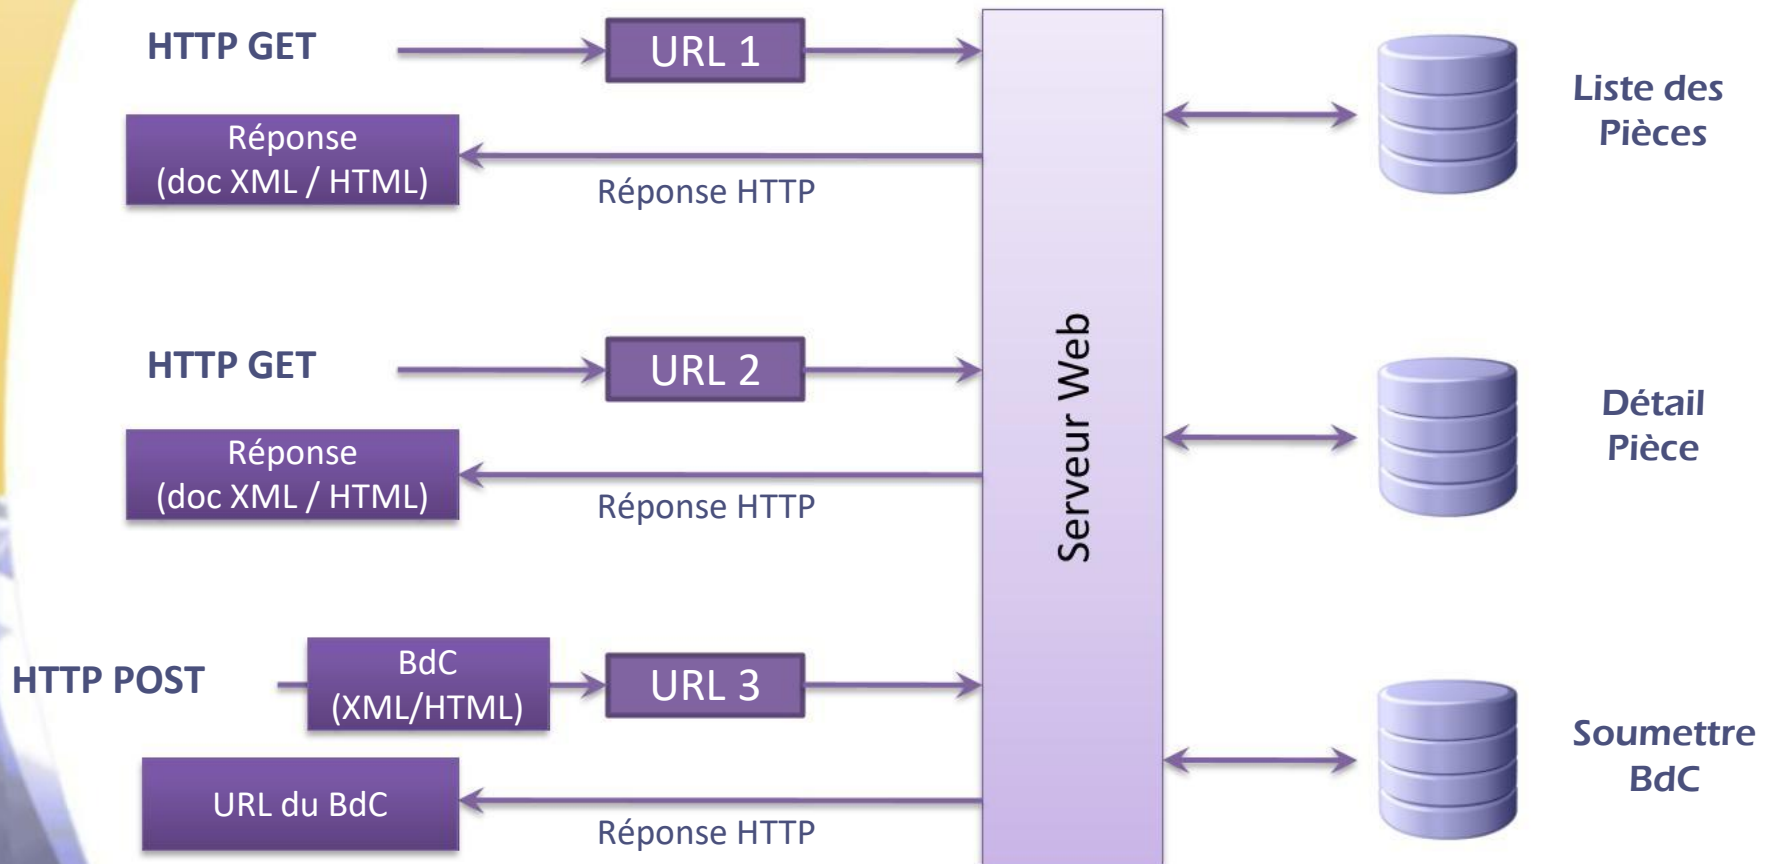 HTTP GET
URL 1
Réponse
(doc XML / HTML)
Réponse HTTP
Liste des
Pièces
HTTP GET
URL 2
Réponse
(doc XML / HTML)
Réponse HTTP
Serveur Web
Détail
Pièce
HTTP POST
BdC
(XML/HTML)
URL 3
URL du BdC
Réponse HTTP
Soumettre
BdC